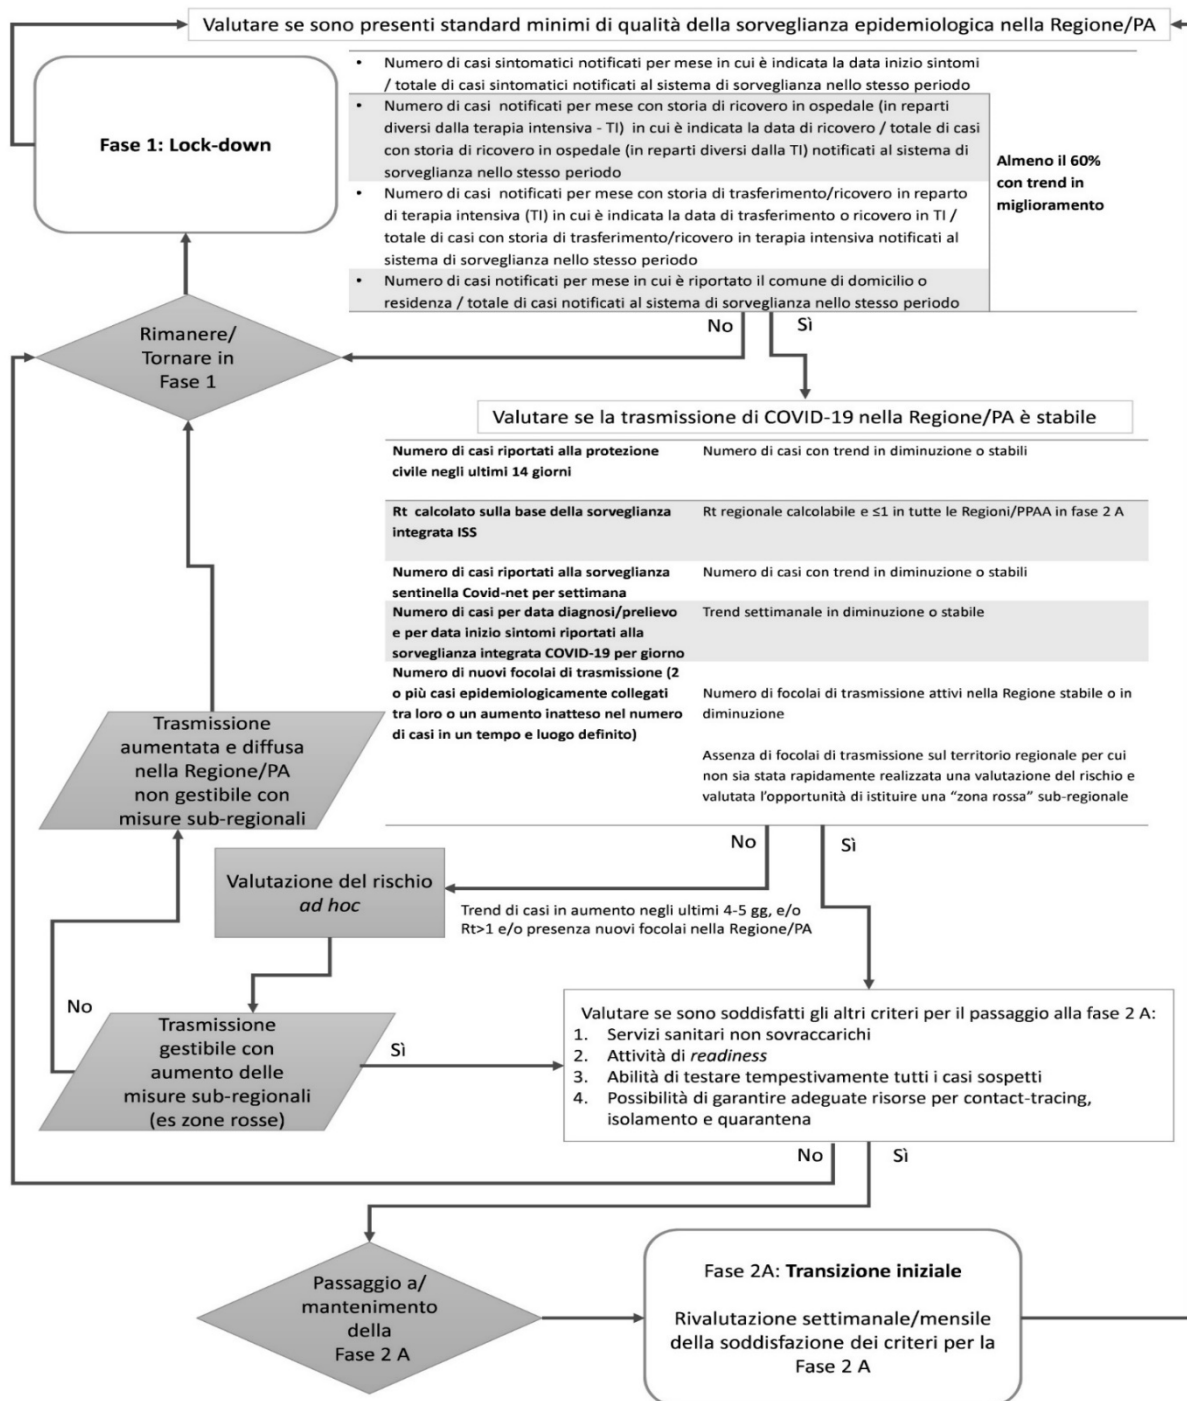 Valutare se sono presenti standard minimi di qualità della sorveglianza epidemiologica nella Regione/PA
Fase 1: Lock-down
• Numero di casi sintomatici notificati per mese in cui è indicata la data inizio sintomi
/ totale di casi sintomatici notificati al sistema di sorveglianza nello stesso periodo
• Numero di casi notificati per mese con storia di ricovero in ospedale (in reparti
diversi dalla terapia intensiva - TI) in cui è indicata la data di ricovero / totale di casi
con storia di ricovero in ospedale (in reparti diversi dalla TI) notificati al sistema di
sorveglianza nello stesso periodo
• Numero di casi notificati per mese con storia di trasferimento/ricovero in reparto
di terapia intensiva (TI) in cui è indicata la data di trasferimento o ricovero in TI /
totale di casi con storia di trasferimento/ricovero in terapia intensiva notificati al
sistema di sorveglianza nello stesso periodo
• Numero di casi notificati per mese in cui è riportato il comune di domicilio o
residenza / totale di casi notificati al sistema di sorveglianza nello stesso periodo
Almeno il 60%
con trend in
miglioramento
No
Sì
Rimanere/
Tornare in
Fase 1
Valutare se la trasmissione di COVID-19 nella Regione/PA è stabile
Numero di casi riportati alla protezione
civile negli ultimi 14 giorni
Numero di casi con trend in diminuzione o stabili
Rt calcolato sulla base della sorveglianza
integrata ISS
Rt regionale calcolabile e ≤1 in tutte le Regioni/PPAA in fase 2 A
Numero di casi riportati alla sorveglianza
sentinella Covid-net per settimana
Numero di casi con trend in diminuzione o stabili
Numero di casi per data diagnosi/prelievo
e per data inizio sintomi riportati alla
sorveglianza integrata COVID-19 per giorno
Trend settimanale in diminuzione o stabile
Numero di nuovi focolai di trasmissione (2
o più casi epidemiologicamente collegati
tra loro o un aumento inatteso nel numero
di casi in un tempo e luogo definito)
Numero di focolai di trasmissione attivi nella Regione stabile o in
diminuzione
Assenza di focolai di trasmissione sul territorio regionale per cui
non sia stata rapidamente realizzata una valutazione del rischio e
valutata l’opportunità di istituire una “zona rossa” sub-regionale
Trasmissione
aumentata e diffusa
nella Regione/PA
non gestibile con
misure sub-regionali
No
Sì
Valutazione del rischio
ad hoc
Trend di casi in aumento negli ultimi 4-5 gg, e/o
Rt>1 e/o presenza nuovi focolai nella Regione/PA
No
Trasmissione
gestibile con
aumento delle
misure sub-regionali
(es zone rosse)
Sì
Valutare se sono soddisfatti gli altri criteri per il passaggio alla fase 2 A:
1. Servizi sanitari non sovraccarichi
2. Attività di readiness
3. Abilità di testare tempestivamente tutti i casi sospetti
4. Possibilità di garantire adeguate risorse per contact-tracing,
isolamento e quarantena
No
Sì
Passaggio a/
mantenimento
della
Fase 2 A
Fase 2A: Transizione iniziale
Rivalutazione settimanale/mensile
della soddisfazione dei criteri per la
Fase 2 A